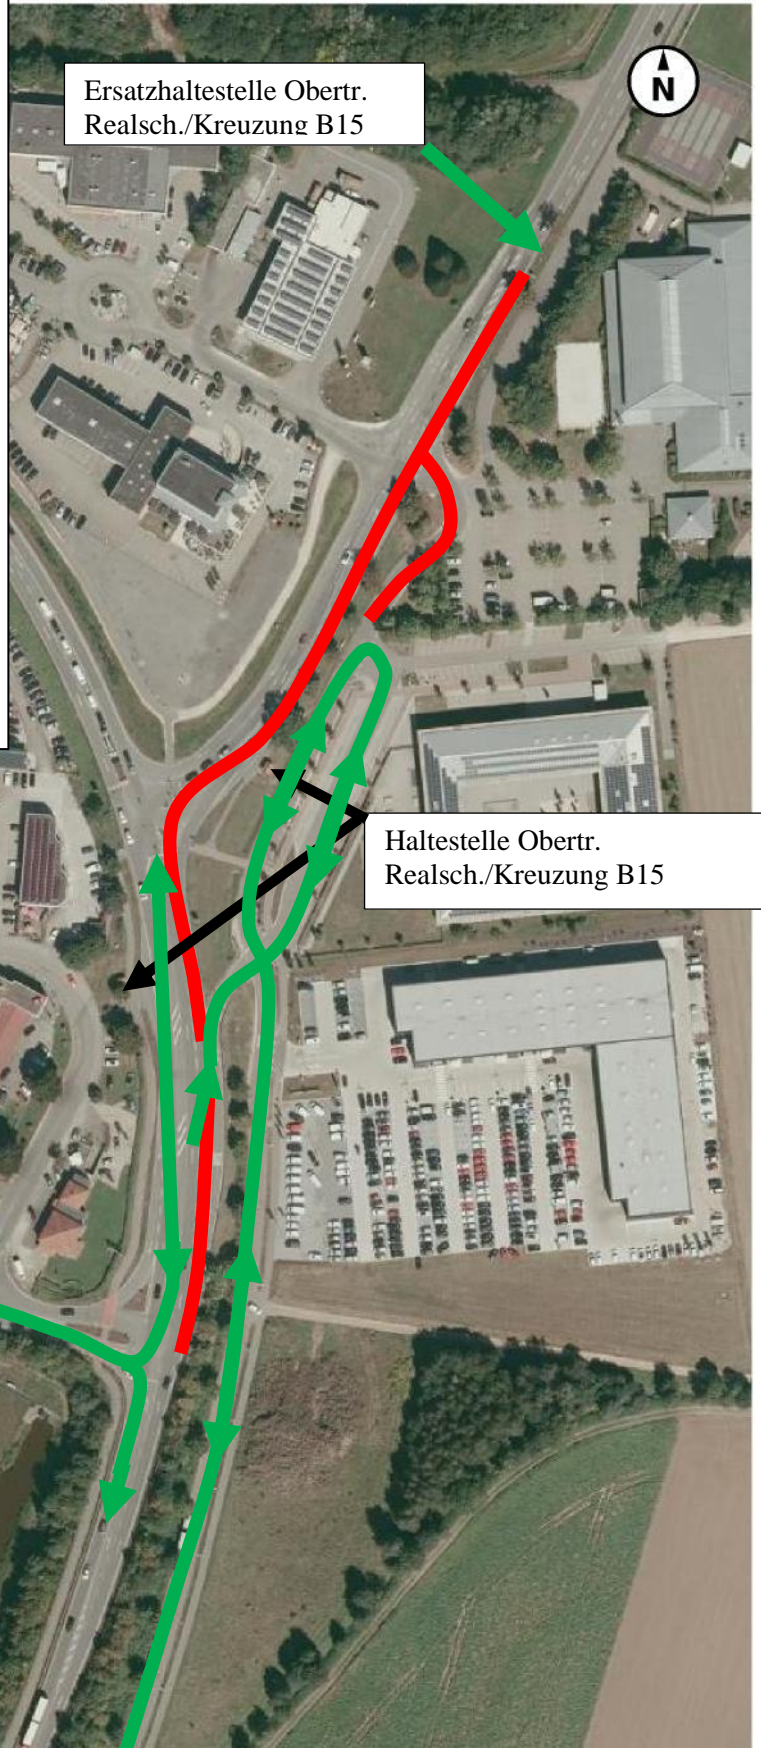 Ersatzhaltestelle Obertr.
Realsch./Kreuzung B15
N
Haltestelle Obertr.
Realsch./Kreuzung B15